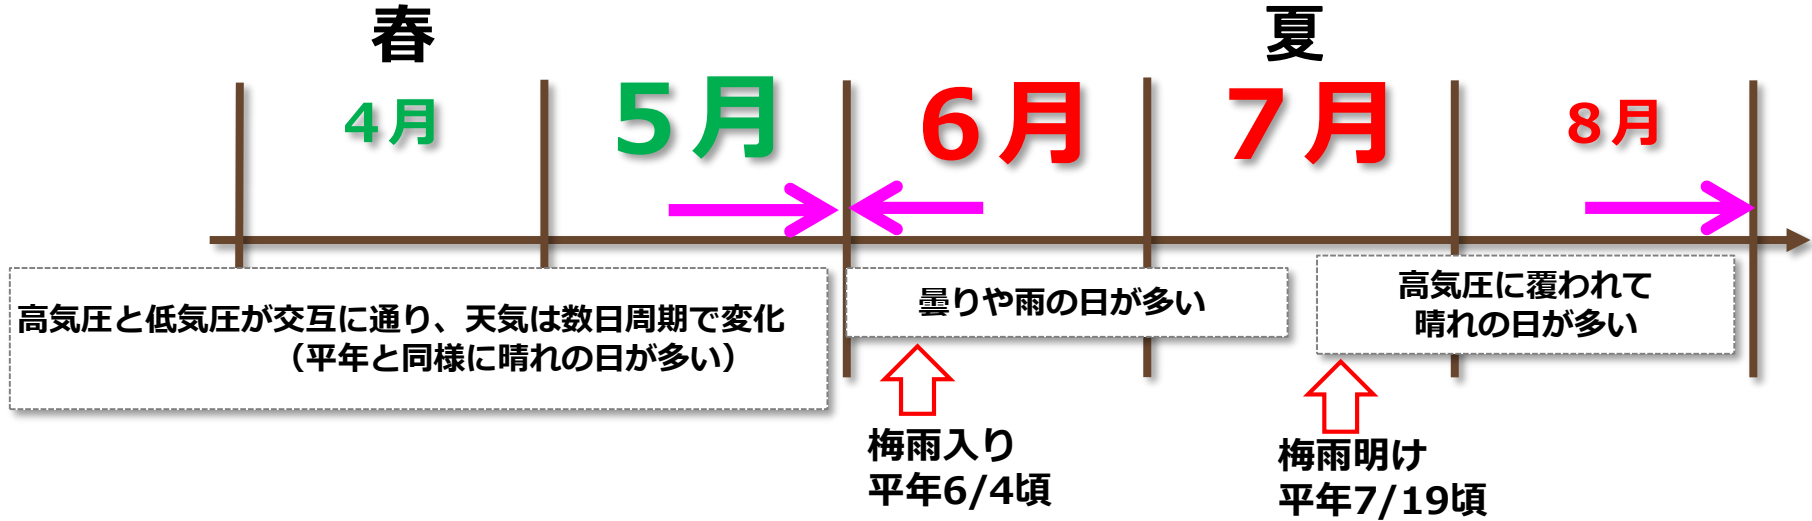 春
夏
４月
5月
6月
7月
８月
高気圧と低気圧が交互に通り、天気は数日周期で変化
（平年と同様に晴れの日が多い）
曇りや雨の日が多い
高気圧に覆われて
晴れの日が多い
梅雨入り
平年6/4頃
梅雨明け
平年7/19頃